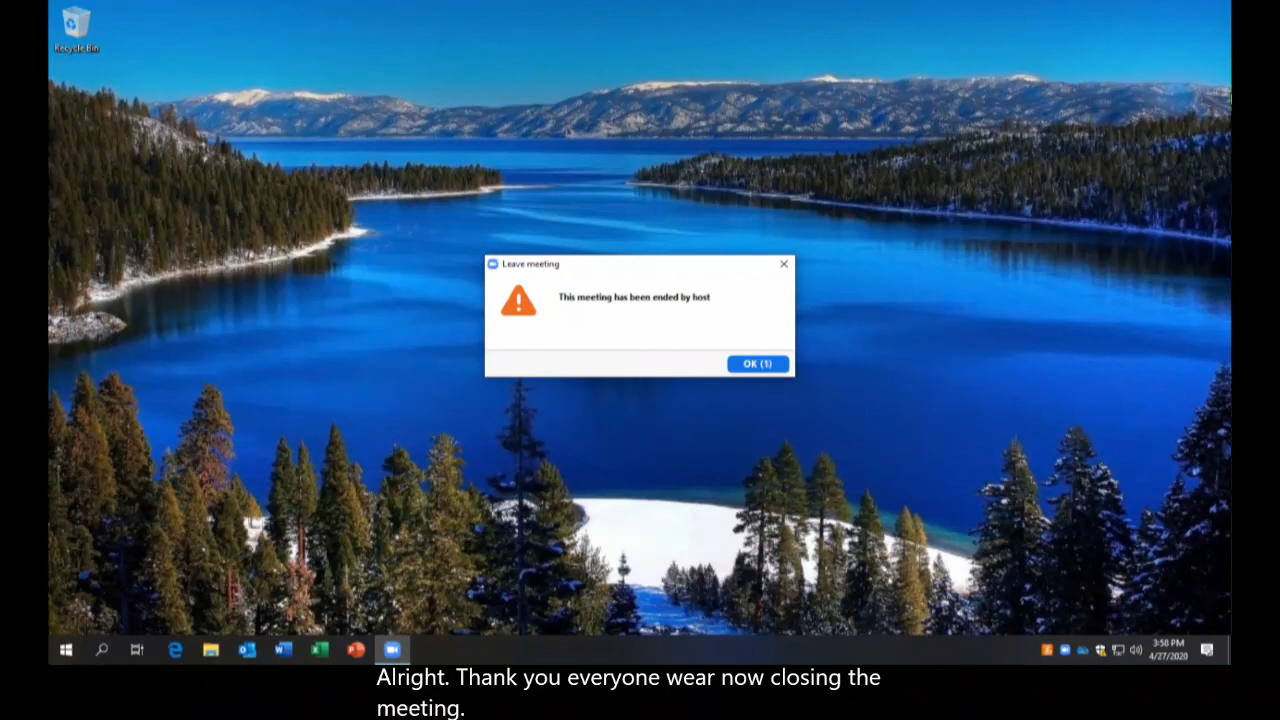 Recycle Bin
Leave meeting
This meeting has been ended by host
OK (1)
3:58 PM
4/27/2020
Alright. Thank you everyone wear now closing the
meeting.